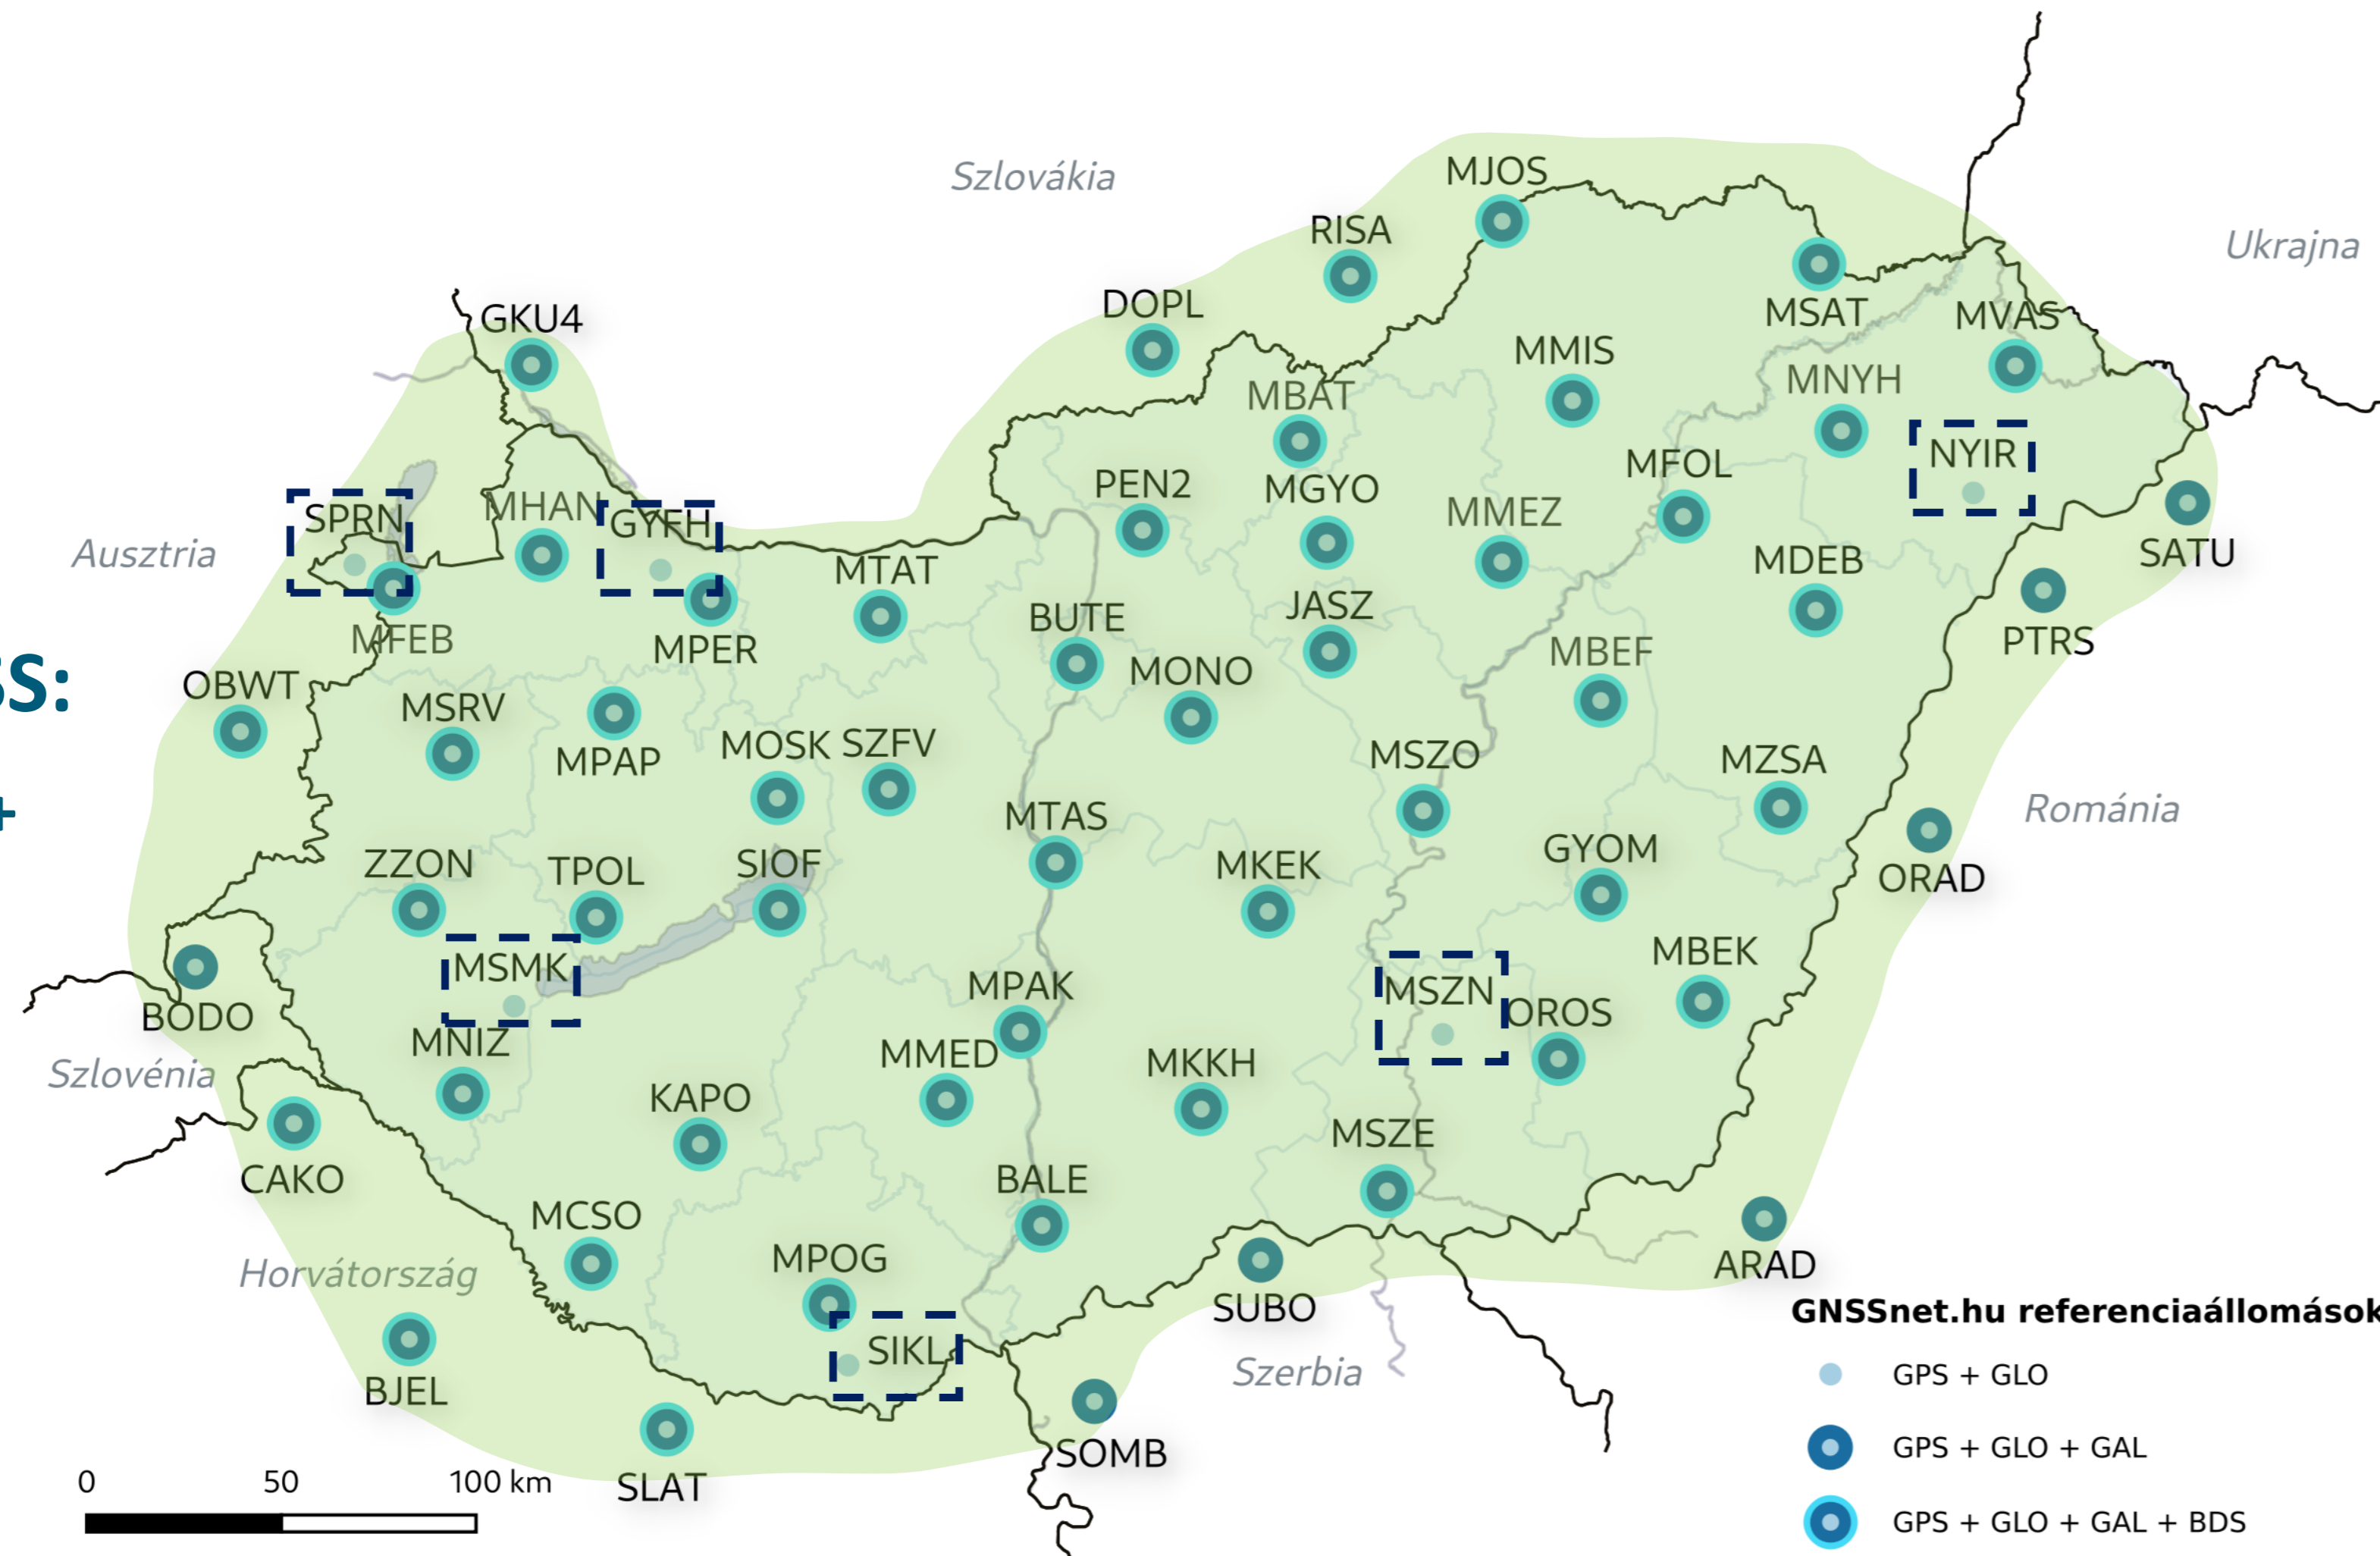 Szlovákia
MJOS
RISA
Ukrajna
DOPL
GKU4
MSAT
MVAS
MMIS
MNYH
MBAT
NYIR
MFOL
PEN2
MGYO
MMEZ
SPRN
MHAN
GYFH
Ausztria
SATU
MTAT
MDEB
JASZ
BUTE
MFEB
MPER
MBEF
PTRS
MONO
OBWT
SS:
MSRV
MPAP
MOSK
SZFV
MSZO
MZSA
+
Románia
MTAS
ZZON
TPOL
SIOF
MKEK
GYOM
ORAD
MSMK
MBEK
MPAK
MSZN
OROS
BODO
MNIZ
MMED
MKKH
Szlovénia
KAPO
MSZE
CAKO
BALE
MCSO
MPOG
Horvátország
ARAD
SUBO
GNSSnet.hu referenciaállomások
SIKL
Szerbia
GPS + GLO
BJEL
SOMB
GPS + GLO + GAL
0 50 100 km
SLAT
GPS + GLO + GAL + BDS